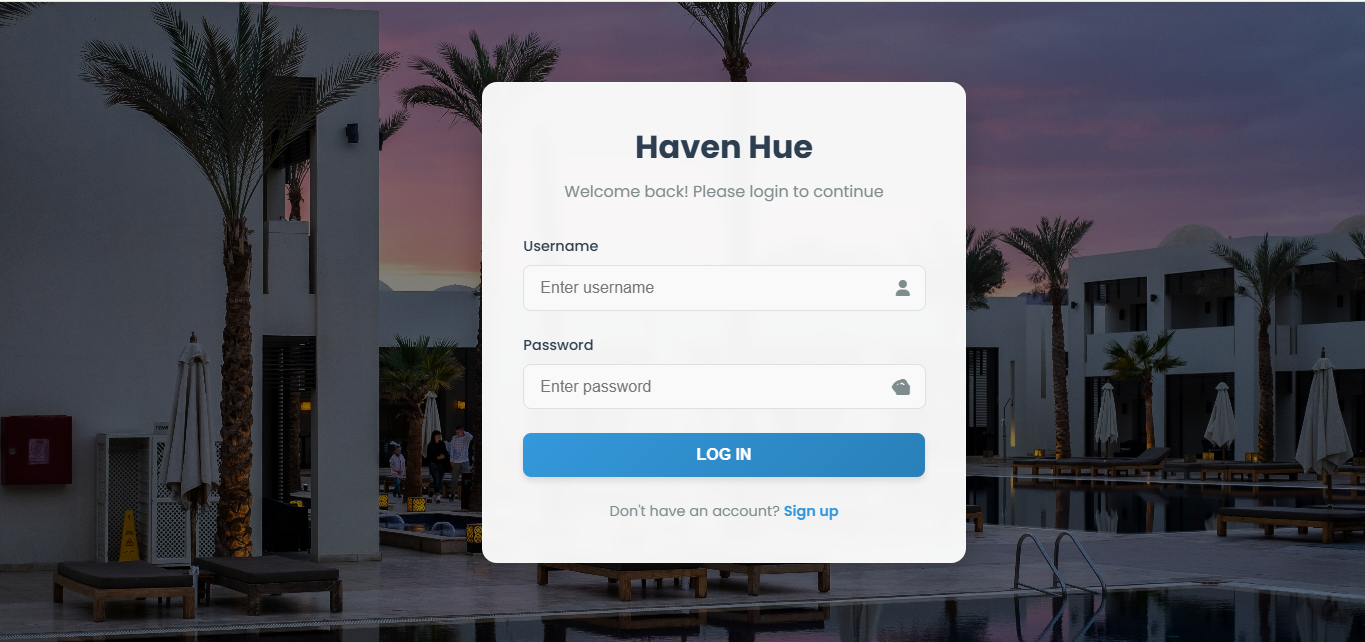 Haven Hue
Welcome back! Please login to continue
Username
Enter username
Password
Enter password
LOG IN
Don't have an account? Sign up